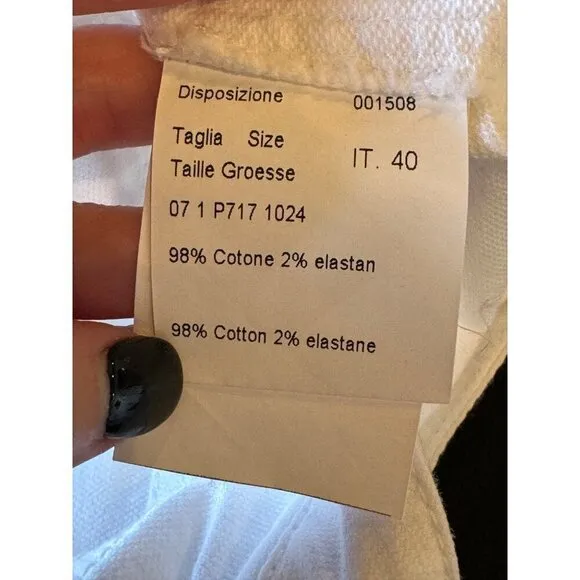 Disposizione 001508
Taglia Size
Taille Groesse IT. 40
07 1 P717 1024
98% Cotone 2% elastan
98% Cotton 2% elastane